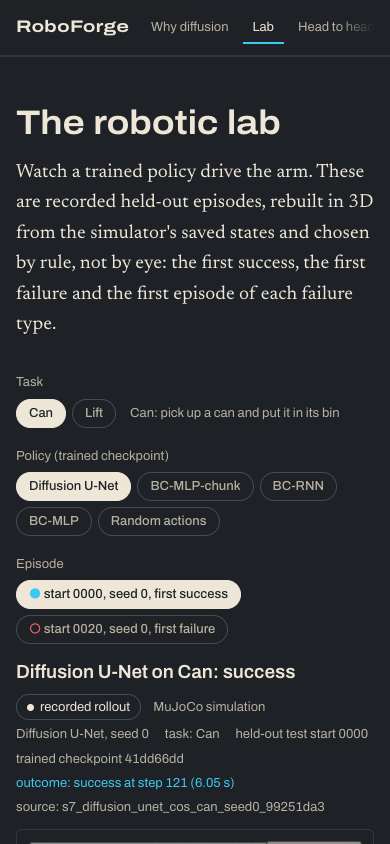 RoboForge Why diffusion Lab Head to head
The robotic lab
Watch a trained policy drive the arm. These
are recorded held-out episodes, rebuilt in 3D
from the simulator's saved states and chosen
by rule, not by eye: the first success, the first
failure and the first episode of each failure
type.
Task
Can Lift Can: pick up a can and put it in its bin
Policy (trained checkpoint)
Diffusion U-Net BC-MLP-chunk BC-RNN
BC-MLP Random actions
Episode
start 0000, seed 0, first success
start 0020, seed 0, first failure
Diffusion U-Net on Can: success
recorded rollout MuJoCo simulation
Diffusion U-Net, seed 0 task: Can held-out test start 0000
trained checkpoint 41dd66dd
outcome: success at step 121 (6.05 s)
source: s7_diffusion_unet_cos_can_seed0_99251da3